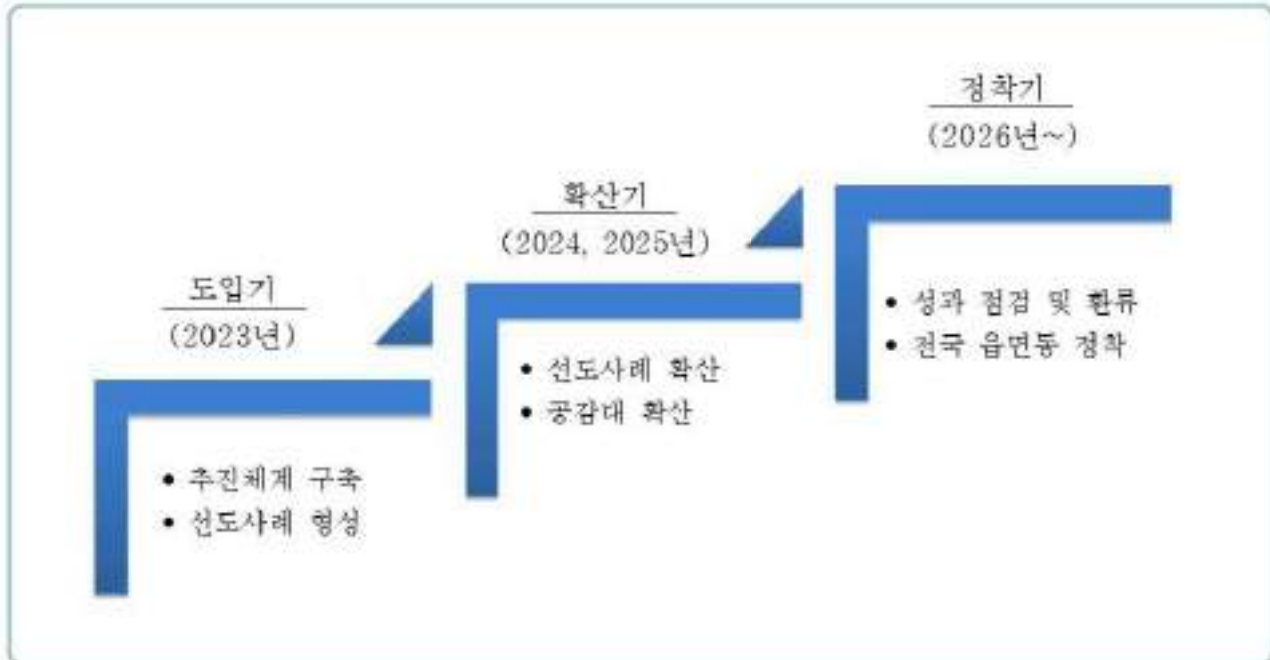 도입기
(2023년)
• 추진체계 구축
• 선도사례 형성
확산기
(2024, 2025년)
• 선도사례 확산
• 공감대 확산
정착기
(2026년~)
• 성과 점검 및 환류
• 전국 읍면동 정착